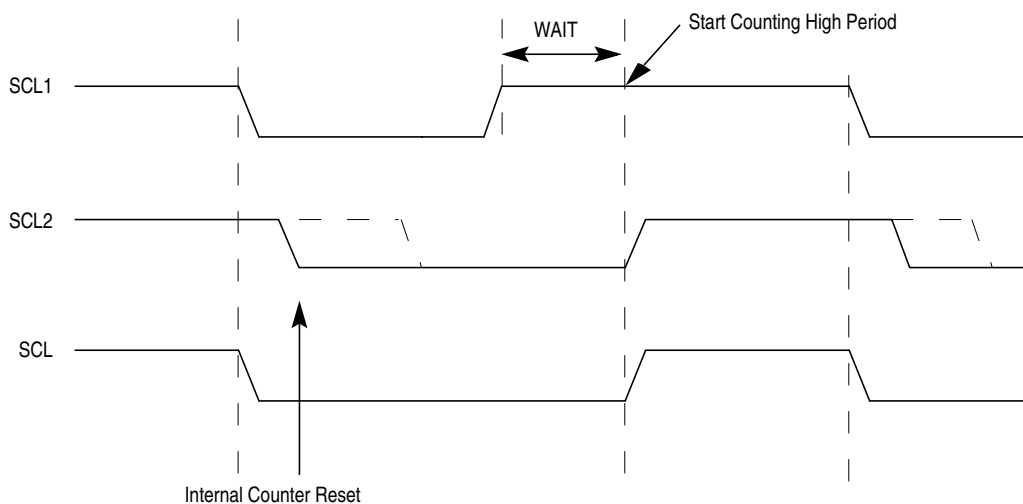 WAIT
Start Counting High Period
SCL1
SCL2
SCL
Internal Counter Reset